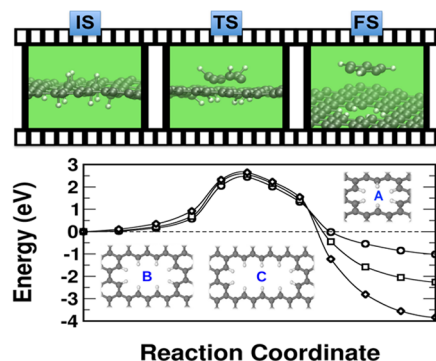 IS TS FS
3
2
1
0
-1
-2
-3
-4
Energy (eV)
A
B C
Reaction Coordinate